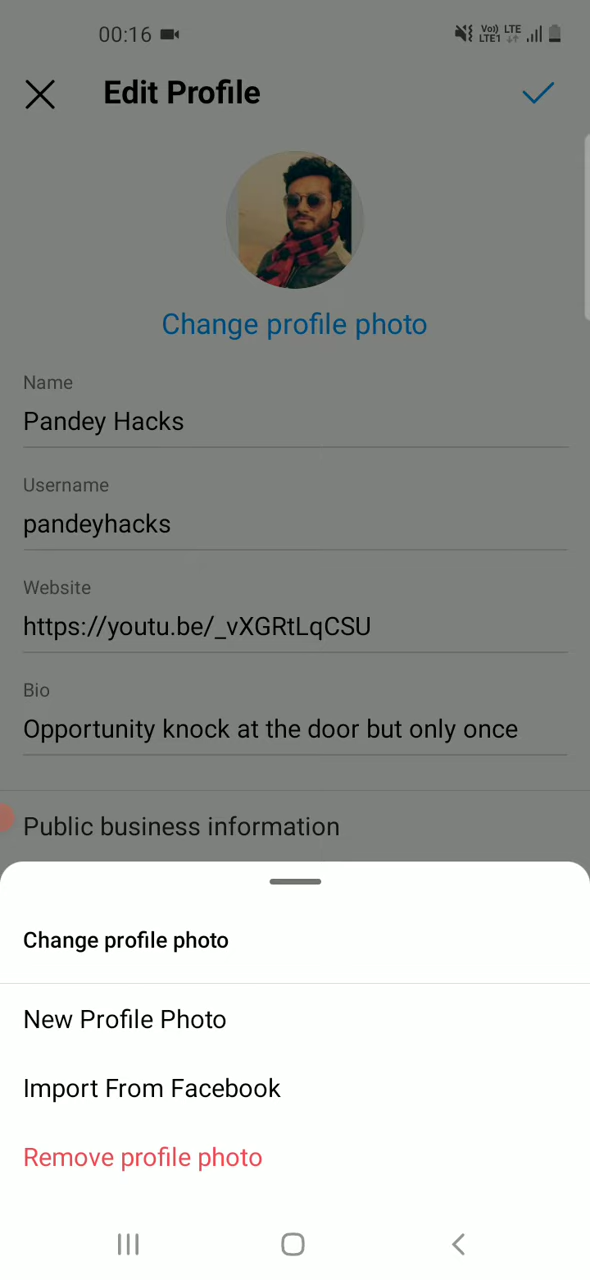 00:16
Vo) LTE
LTE1
Edit Profile
Change profile photo
Name
Pandey Hacks
Username
pandeyhacks
Website
https://youtu.be/_vXGRtLqCSU
Bio
Opportunity knock at the door but only once
Public business information
Change profile photo
New Profile Photo
Import From Facebook
Remove profile photo